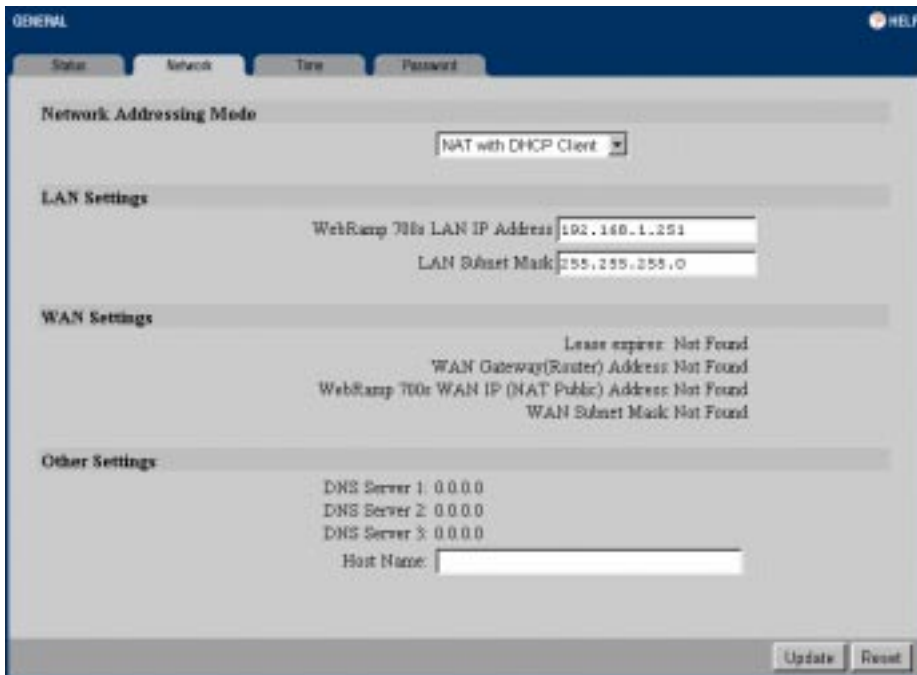 GENERAL
HELP
Status Network Time Password
Network Addressing Mode
NAT with DHCP Client
LAN Settings
WebRamp 700s LAN IP Address 192.168.1.251
LAN Subnet Mask 255.255.255.0
WAN Settings
Lease expires: Not Found
WAN Gateway(Router) Address: Not Found
WebRamp 700s WAN IP (NAT Public) Address: Not Found
WAN Subnet Mask: Not Found
Other Settings
DNS Server 1: 0.0.0.0
DNS Server 2: 0.0.0.0
DNS Server 3: 0.0.0.0
Host Name:
Update Reset